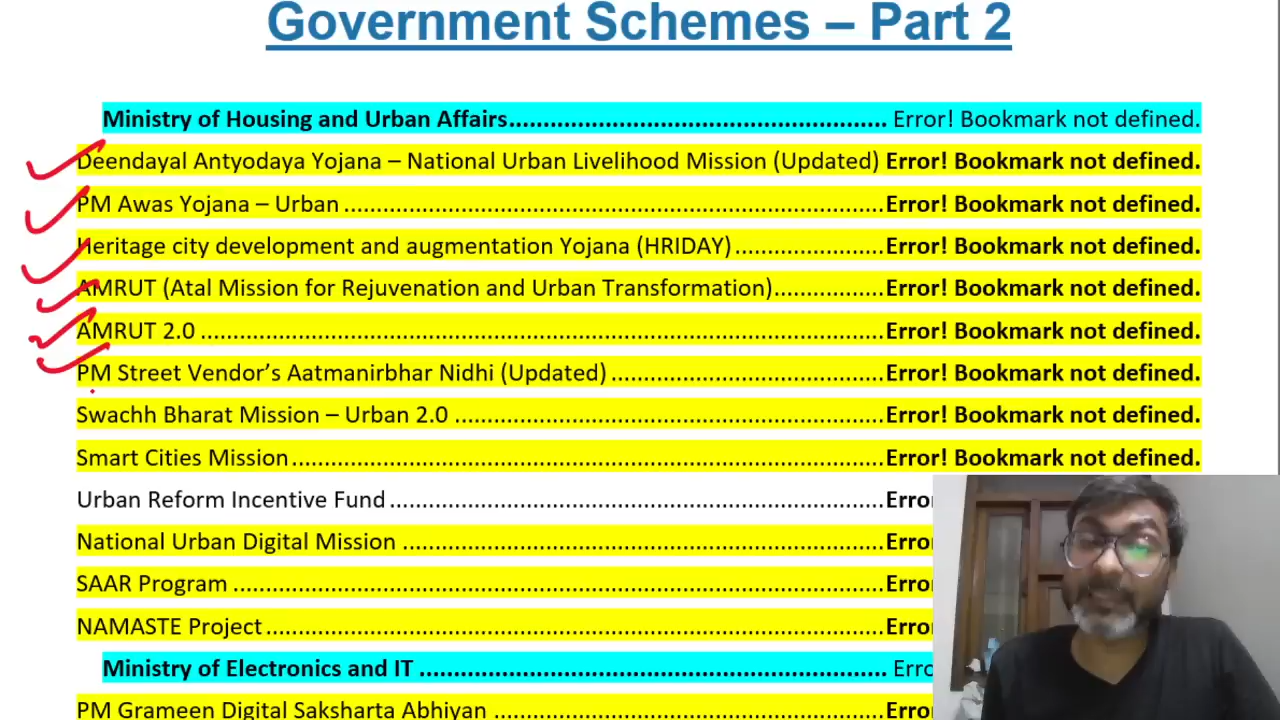 Government Schemes – Part 2
Ministry of Housing and Urban Affairs................................................................ Error! Bookmark not defined.
Deendayal Antyodaya Yojana – National Urban Livelihood Mission (Updated) Error! Bookmark not defined.
PM Awas Yojana – Urban ................................................................ Error! Bookmark not defined.
Heritage city development and augmentation Yojana (HRIDAY)......................... Error! Bookmark not defined.
AMRUT (Atal Mission for Rejuvenation and Urban Transformation).................. Error! Bookmark not defined.
AMRUT 2.0 ................................................................ Error! Bookmark not defined.
PM Street Vendor’s Aatmanirbhar Nidhi (Updated) ............................................. Error! Bookmark not defined.
Swachh Bharat Mission – Urban 2.0 ................................................................ Error! Bookmark not defined.
Smart Cities Mission................................................................ Error! Bookmark not defined.
Urban Reform Incentive Fund ................................................................ Erro
National Urban Digital Mission ................................................................ Erro
SAAR Program ................................................................ Erro
NAMASTE Project................................................................ Erro
Ministry of Electronics and IT ................................................................ Erro
PM Grameen Digital Saksharta Abhiyan ................................................................ Erro